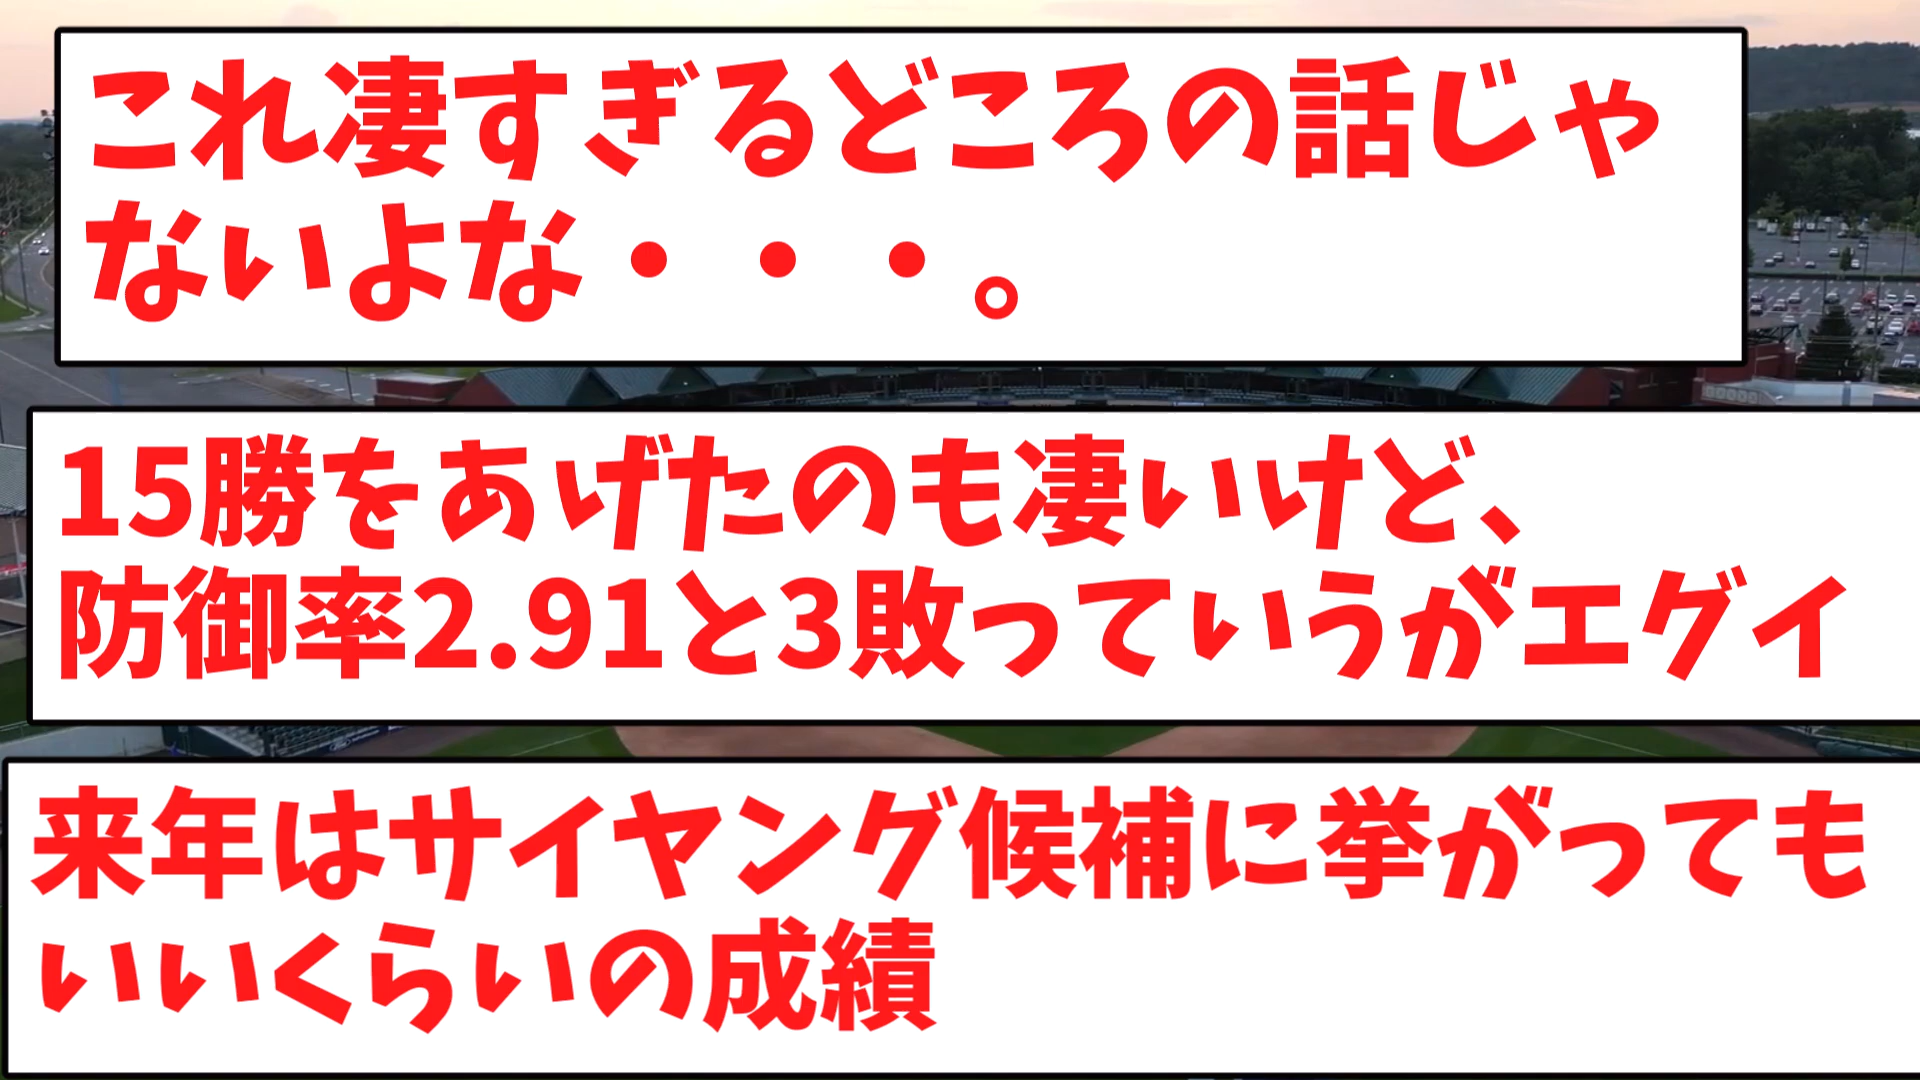 これ凄すぎるどころの話じゃ
ないよな・・・。
15勝をあげたのも凄いけど、
防御率2.91と3敗っていうがエグイ
来年はサイヤング候補に挙がっても
いいくらいの成績